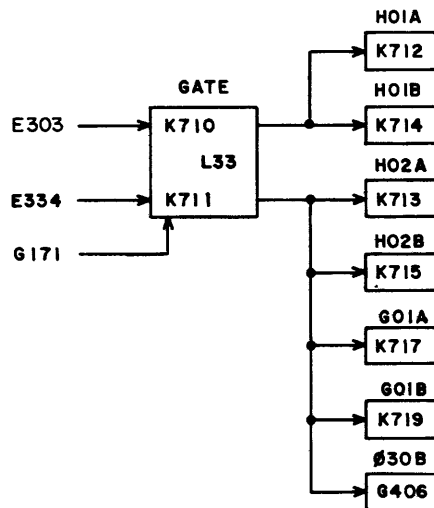 H01A
K712
GATE
H01B
E303
K710
K714
L33
H02A
E334
K711
K713
G171
H02B
K715
G01A
K717
G01B
K719
Ø30B
G406